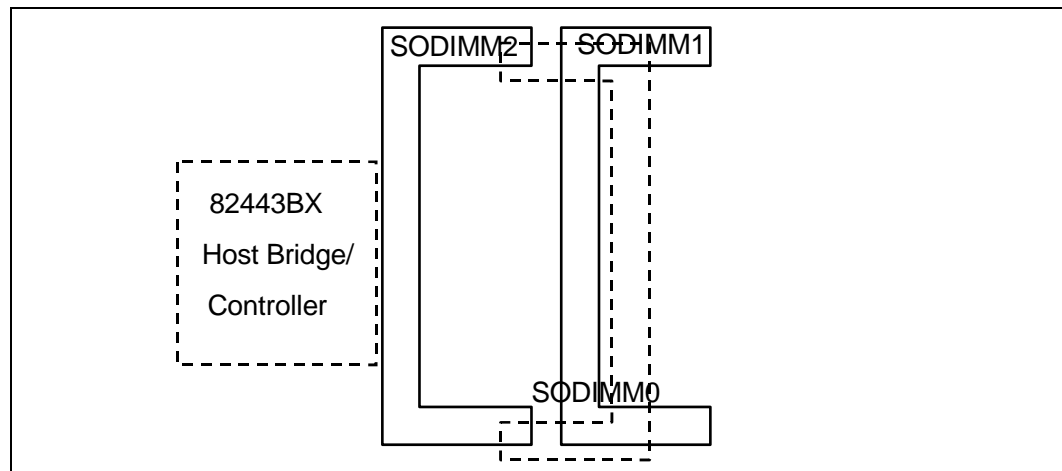 SODIMM2
SODIMM1
82443BX
Host Bridge/
Controller
SODIMM0